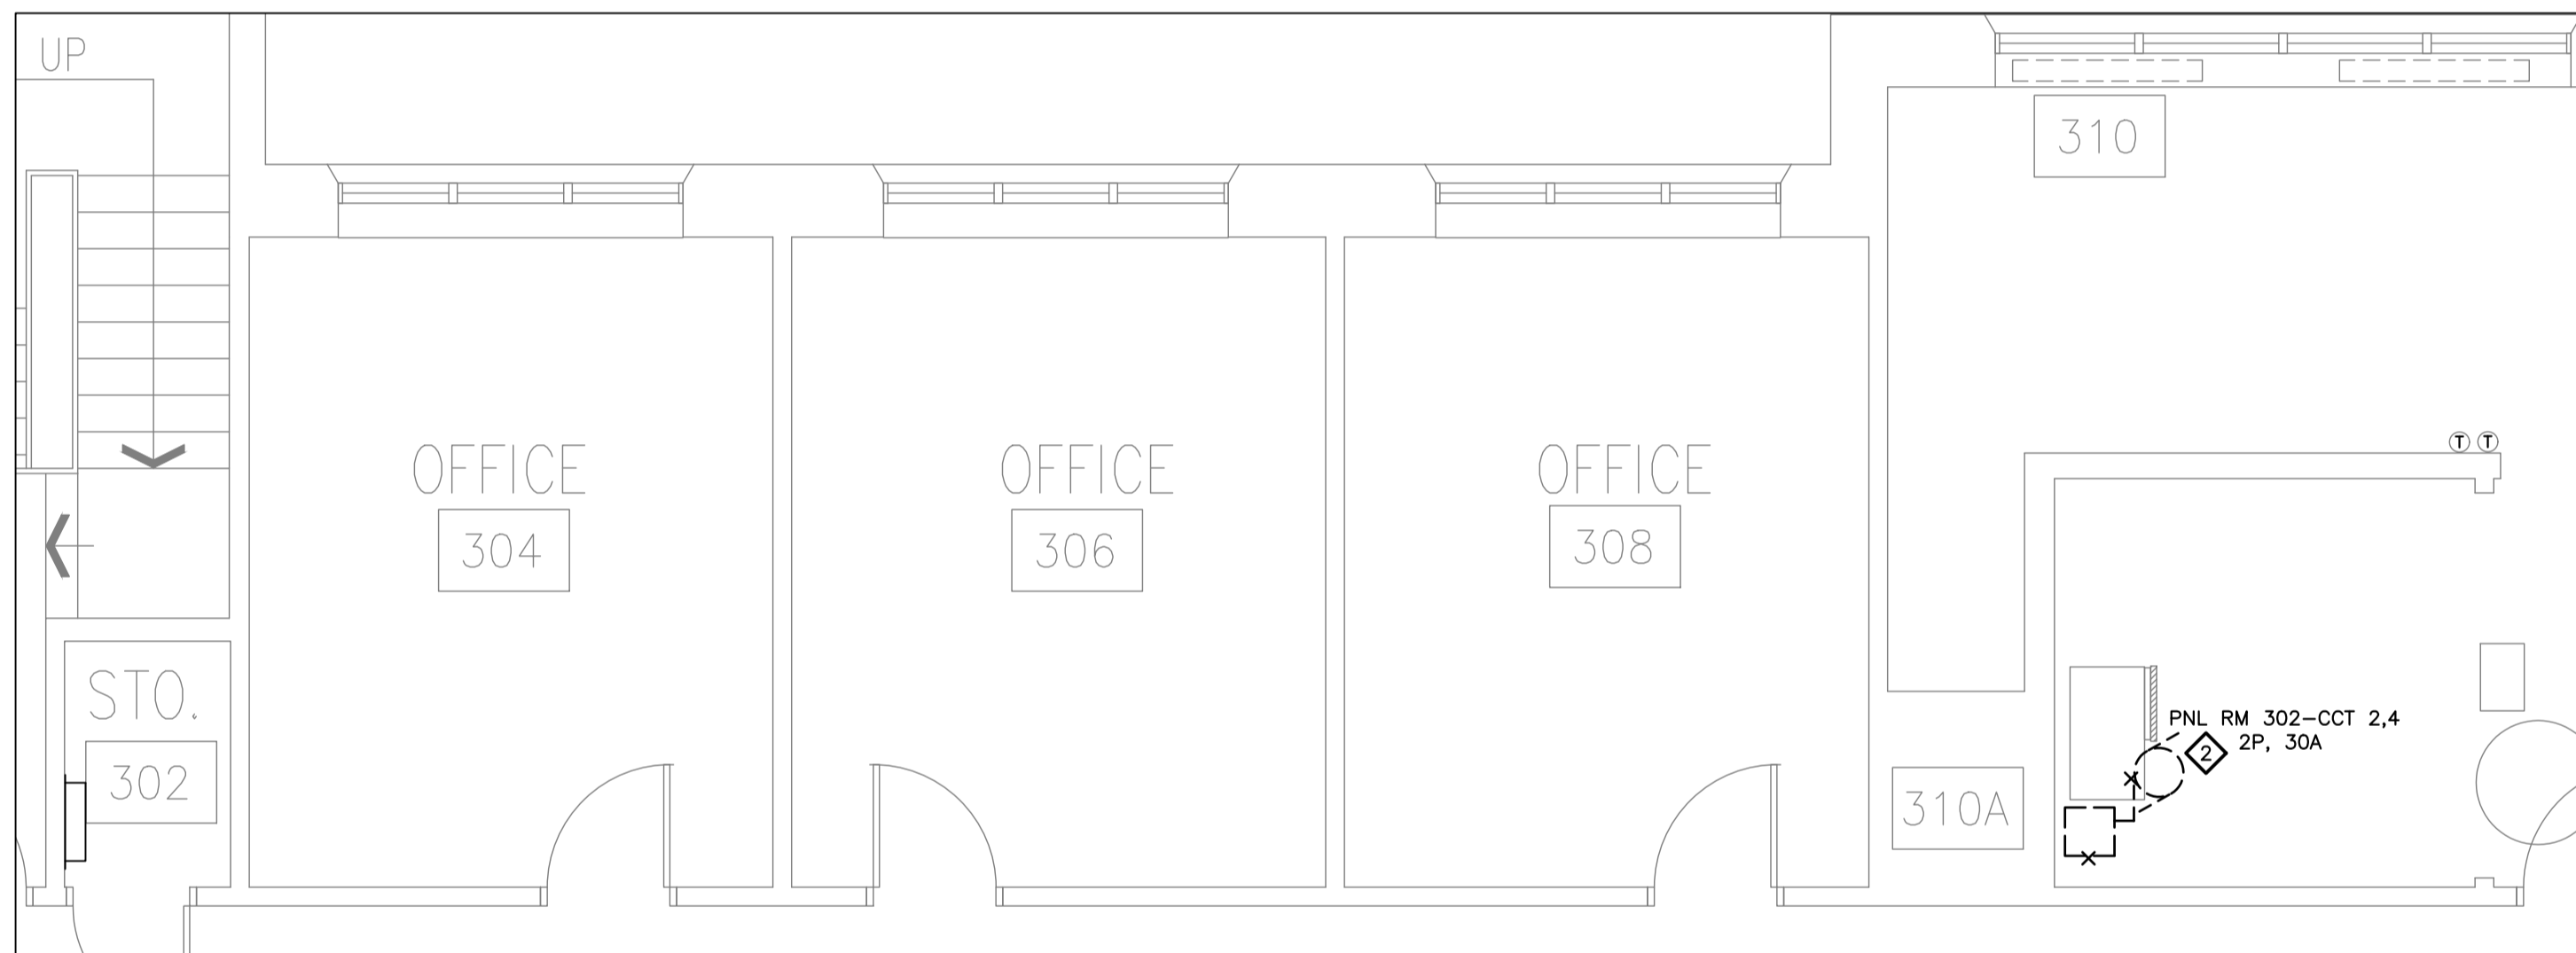 UP
310
T T
OFFICE
304
OFFICE
306
OFFICE
308
STO.
302
PNL RM 302-CCT 2,4
2 2P, 30A
310A